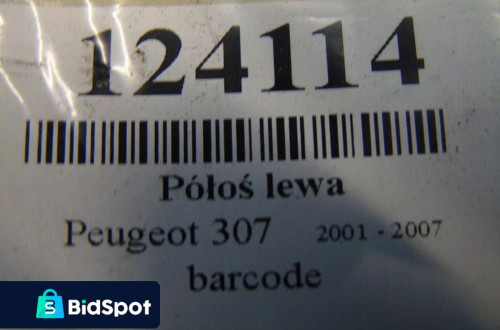 124114
Półoś lewa
Peugeot 307 2001 - 2007
barcode
BidSpot